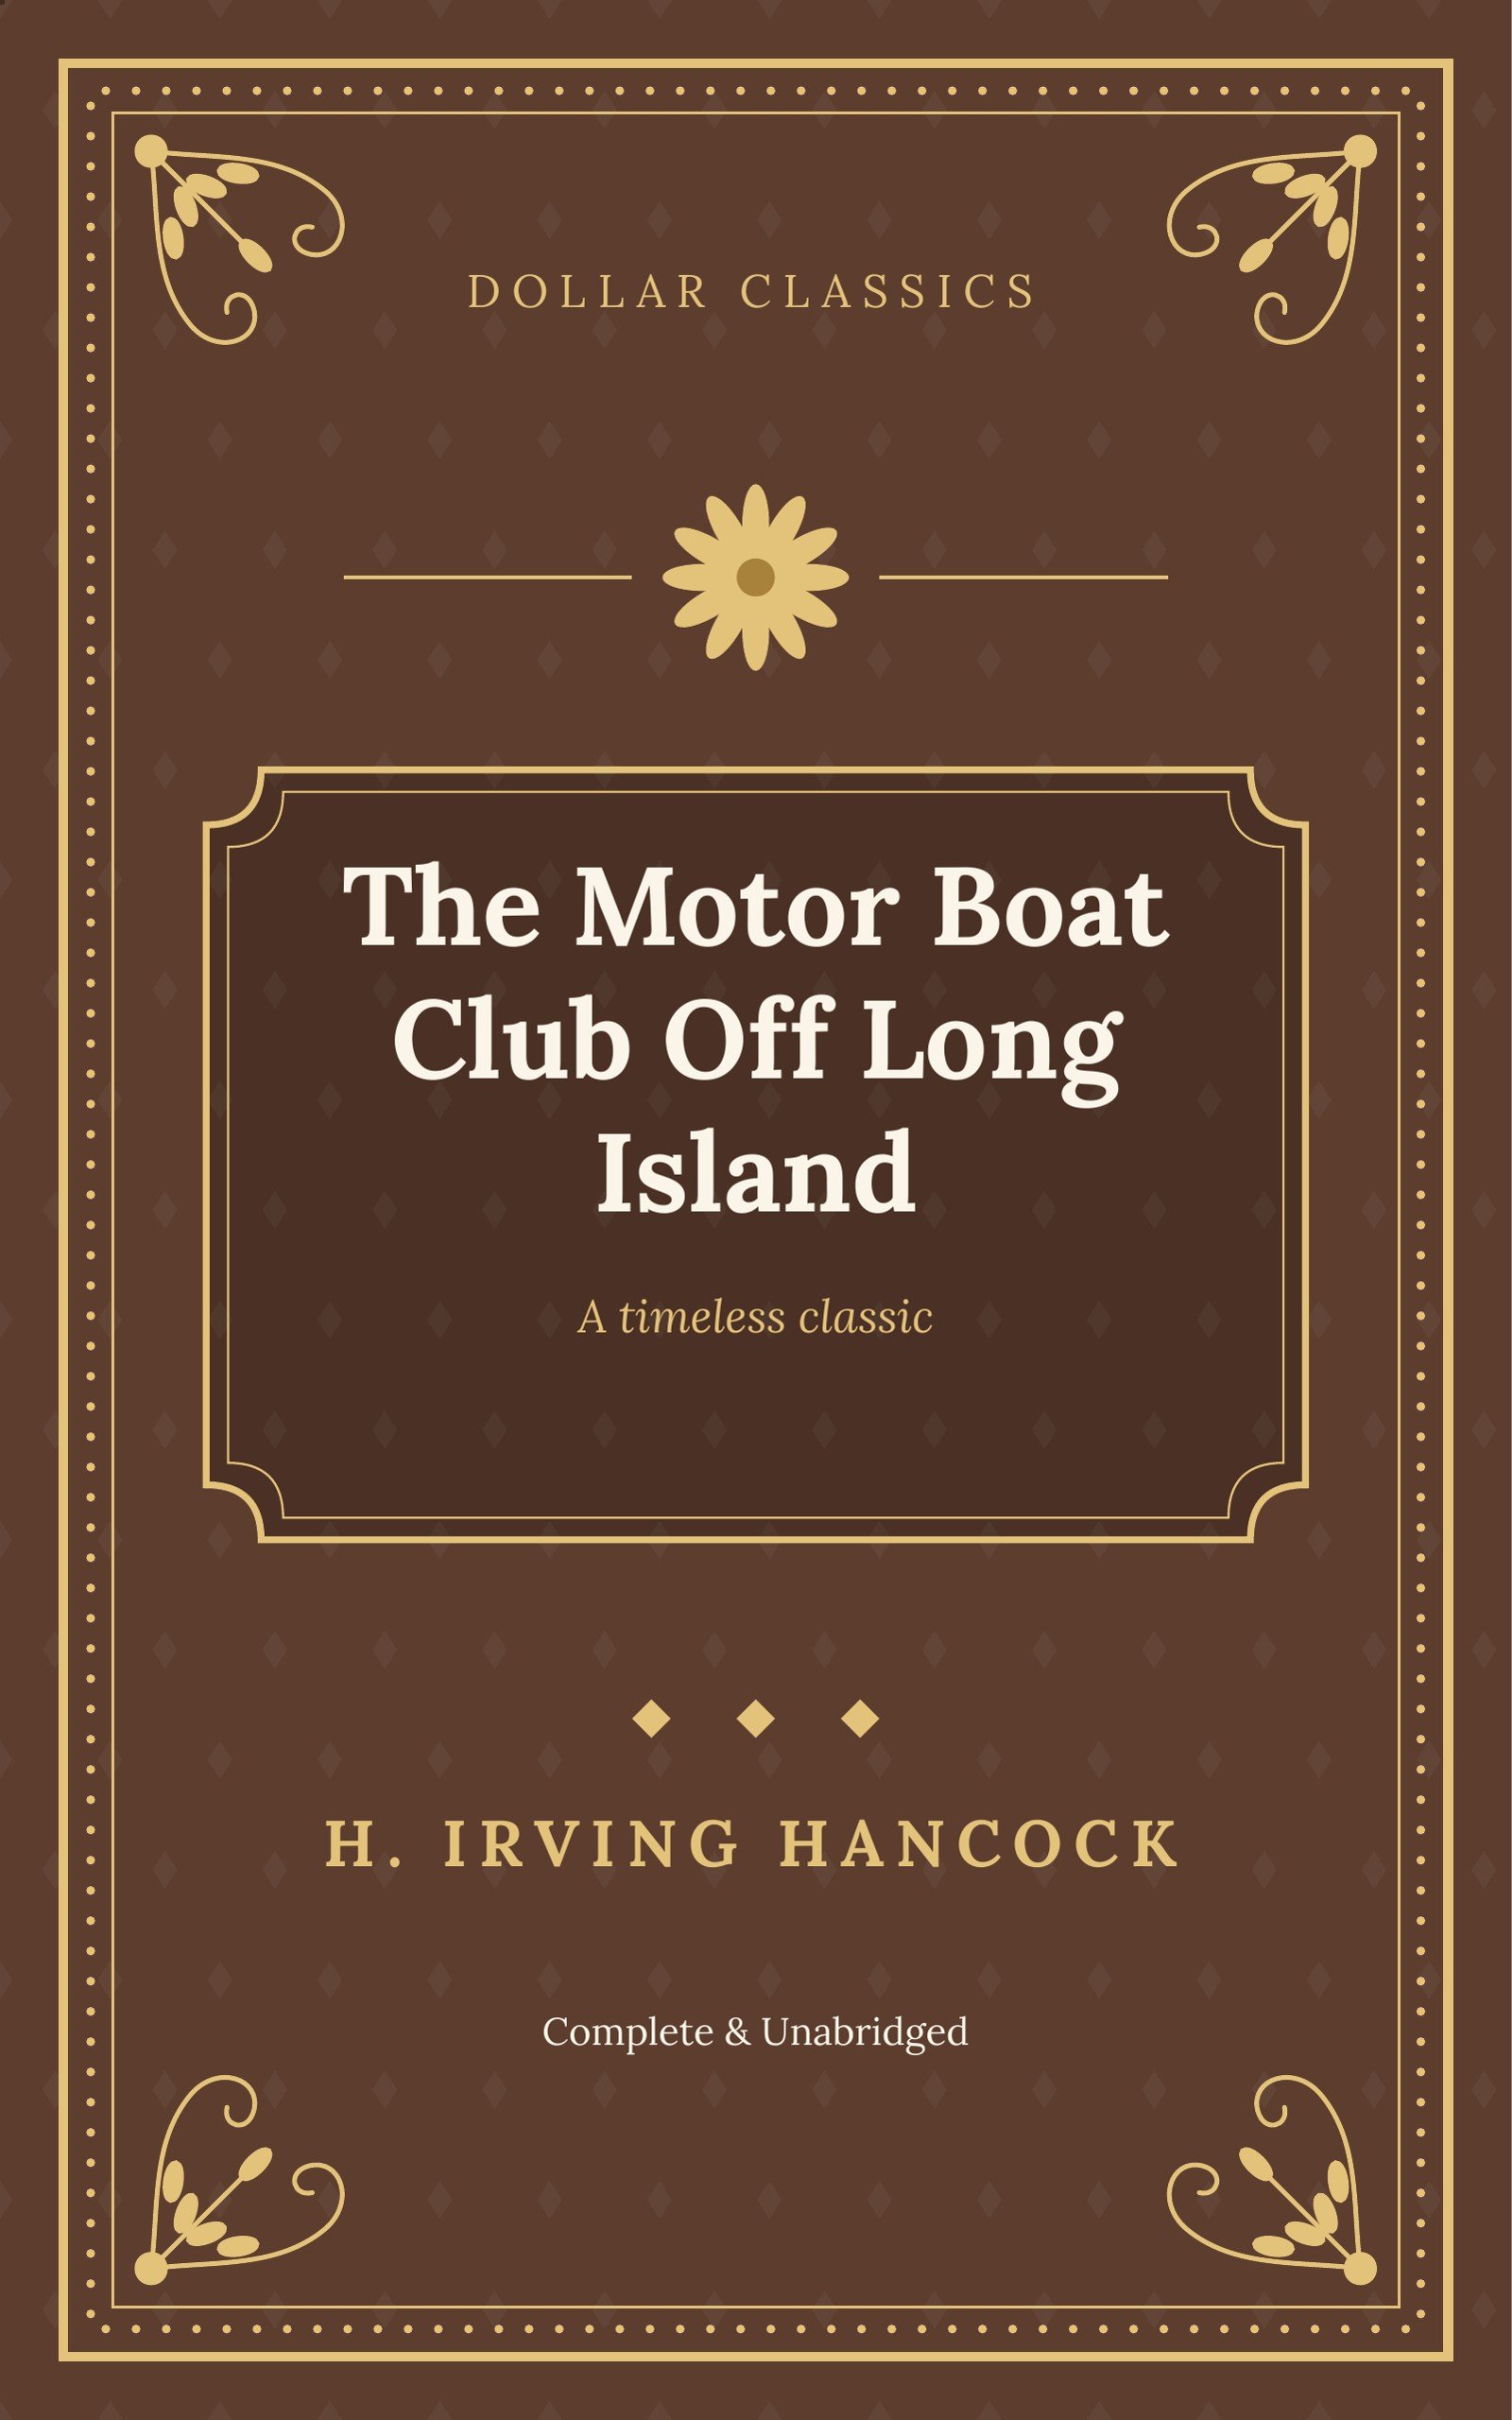 DOLLAR CLASSICS
The Motor Boat
Club Off Long
Island
A timeless classic
H. IRVING HANCOCK
Complete & Unabridged